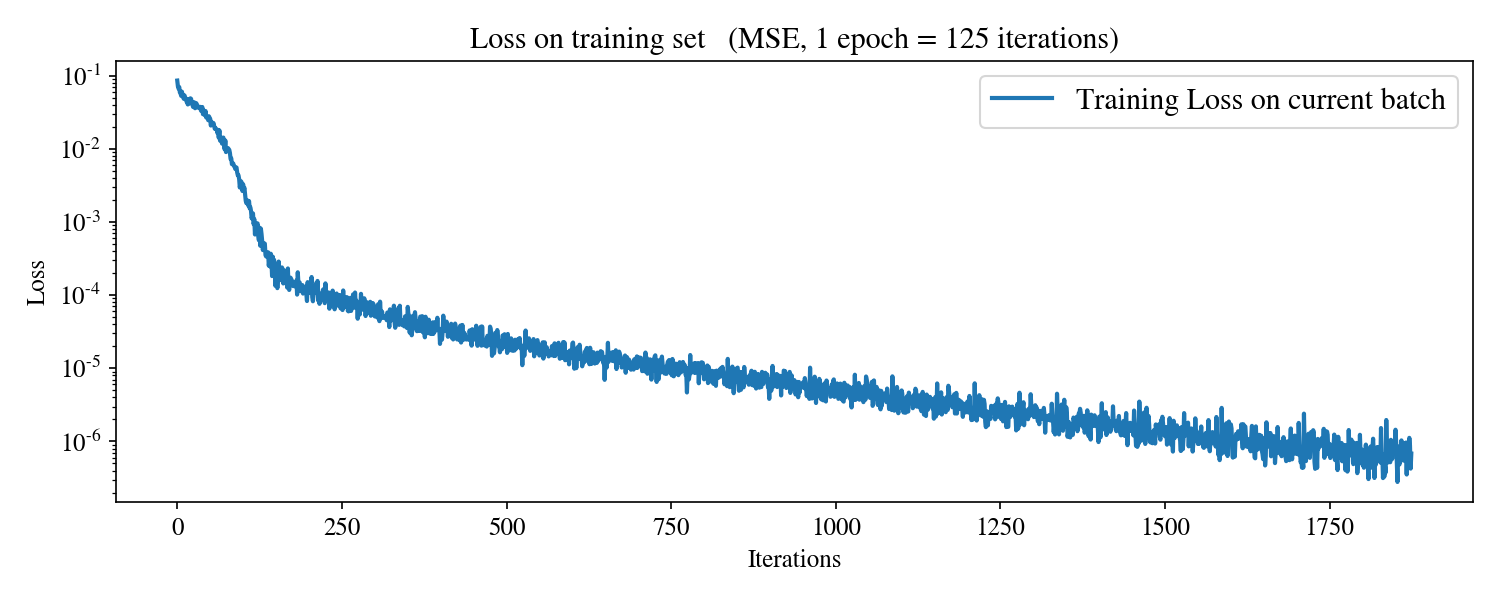 Loss on training set (MSE, 1 epoch = 125 iterations)
Training Loss on current batch
Loss
10^-1
10^-2
10^-3
10^-4
10^-5
10^-6
0 250 500 750 1000 1250 1500 1750
Iterations